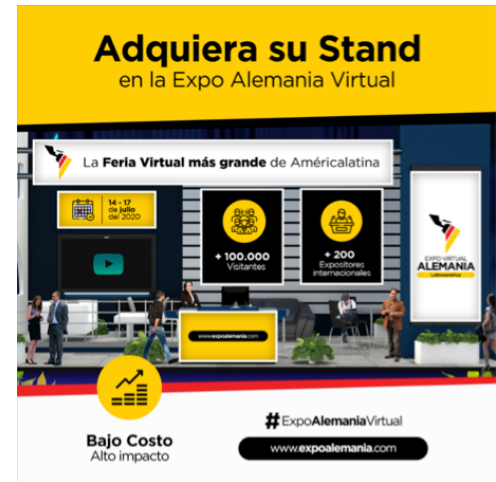 Adquiera su Stand
en la Expo Alemania Virtual
La Feria Virtual más grande de Américalatina
14 - 17
de julio
del 2020
+ 100.000
Visitantes
+ 200
Expositores
internacionales
EXPO VIRTUAL
ALEMANIA
Latinoamérica
www.expoalemania.com
Bajo Costo
Alto impacto
#ExpoAlemaniaVirtual
www.expoalemania.com